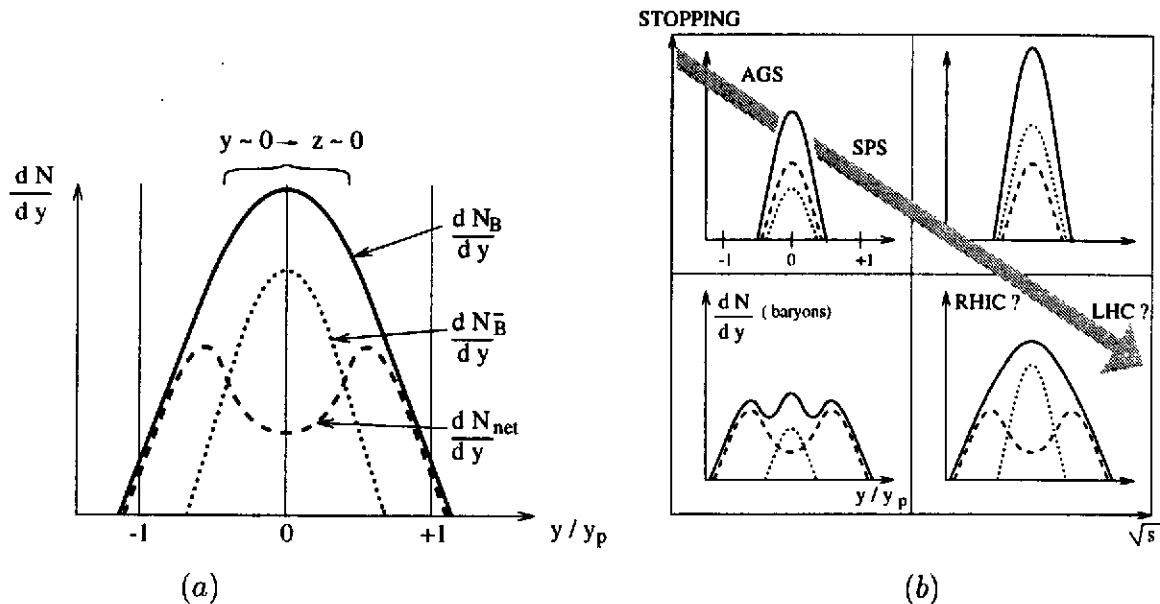 y ~ 0 → z ~ 0
d N
d y
d N_B
d y
d N_B̄
d y
d N_net
d y
-1
0
+1
y / y_p
(a)
STOPPING
AGS
SPS
-1
0
+1
d N
d y
( baryons)
y / y_p
RHIC ?
LHC ?
√s
(b)